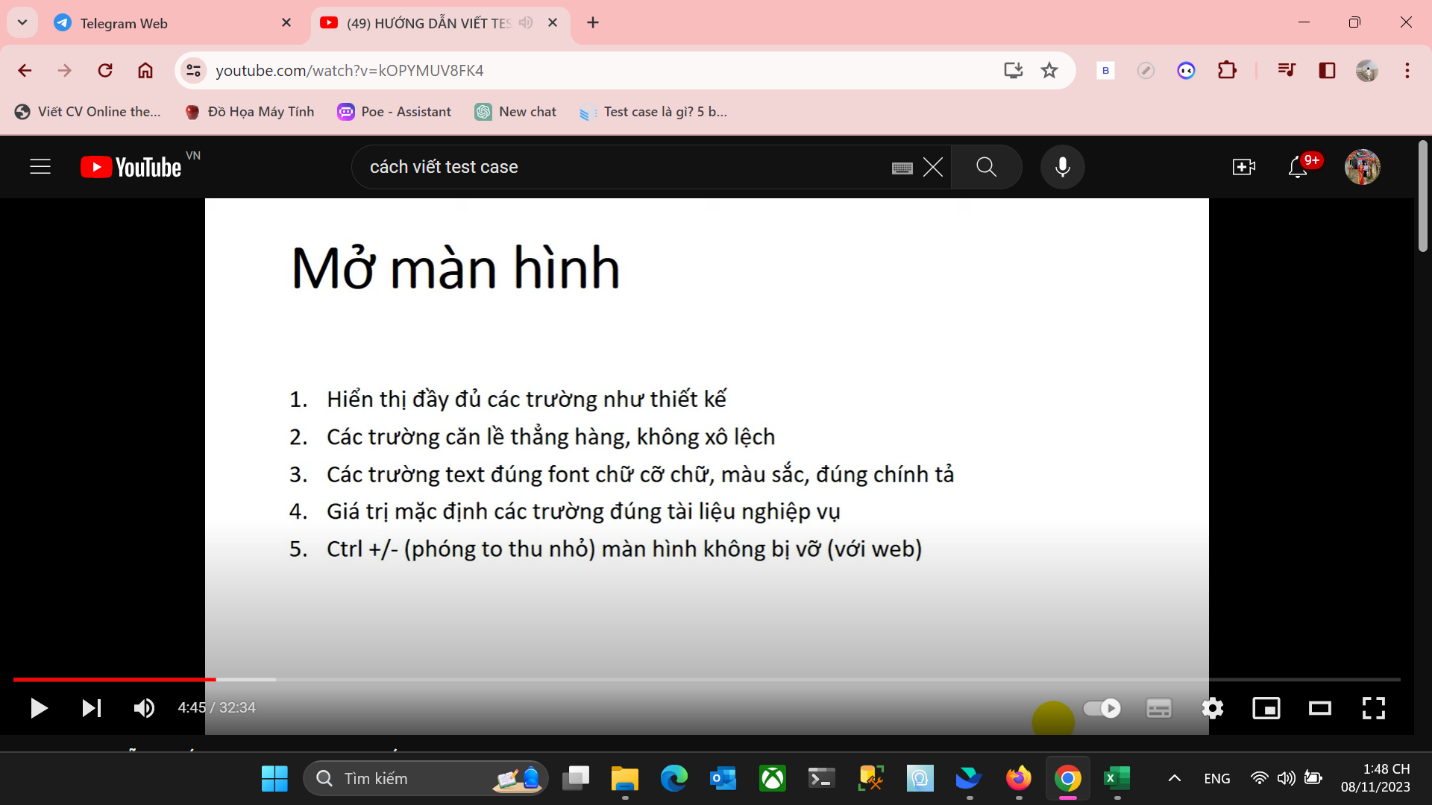 Telegram Web
(49) HƯỚNG DẪN VIẾT TES
youtube.com/watch?v=kOPYMUV8FK4
B
Viết CV Online the...
Đồ Họa Máy Tính
Poe - Assistant
New chat
Test case là gì? 5 b...
YouTube VN
cách viết test case
9+
Mở màn hình
1. Hiển thị đầy đủ các trường như thiết kế
2. Các trường căn lề thẳng hàng, không xô lệch
3. Các trường text đúng font chữ cỡ chữ, màu sắc, đúng chính tả
4. Giá trị mặc định các trường đúng tài liệu nghiệp vụ
5. Ctrl +/- (phóng to thu nhỏ) màn hình không bị vỡ (với web)
4:45 / 32:34
Tìm kiếm
ENG
1:48 CH
08/11/2023